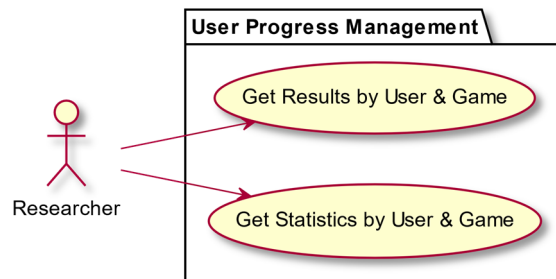 User Progress Management
Get Results by User & Game
Researcher
Get Statistics by User & Game